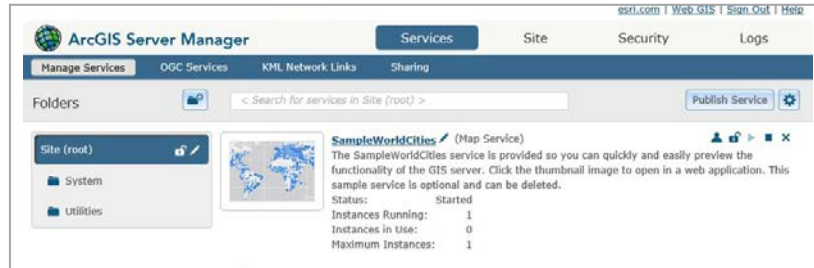 esri.com | Web GIS | Sign Out | Help
ArcGIS Server Manager
Services Site Security Logs
Manage Services OGC Services KML Network Links Sharing
Folders
< Search for services in Site (root) >
Publish Service
Site (root)
System
Utilities
SampleWorldCities (Map Service)
The SampleWorldCities service is provided so you can quickly and easily preview the
functionality of the GIS server. Click the thumbnail image to open in a web application. This
sample service is optional and can be deleted.
Status: Started
Instances Running: 1
Instances in Use: 0
Maximum Instances: 1